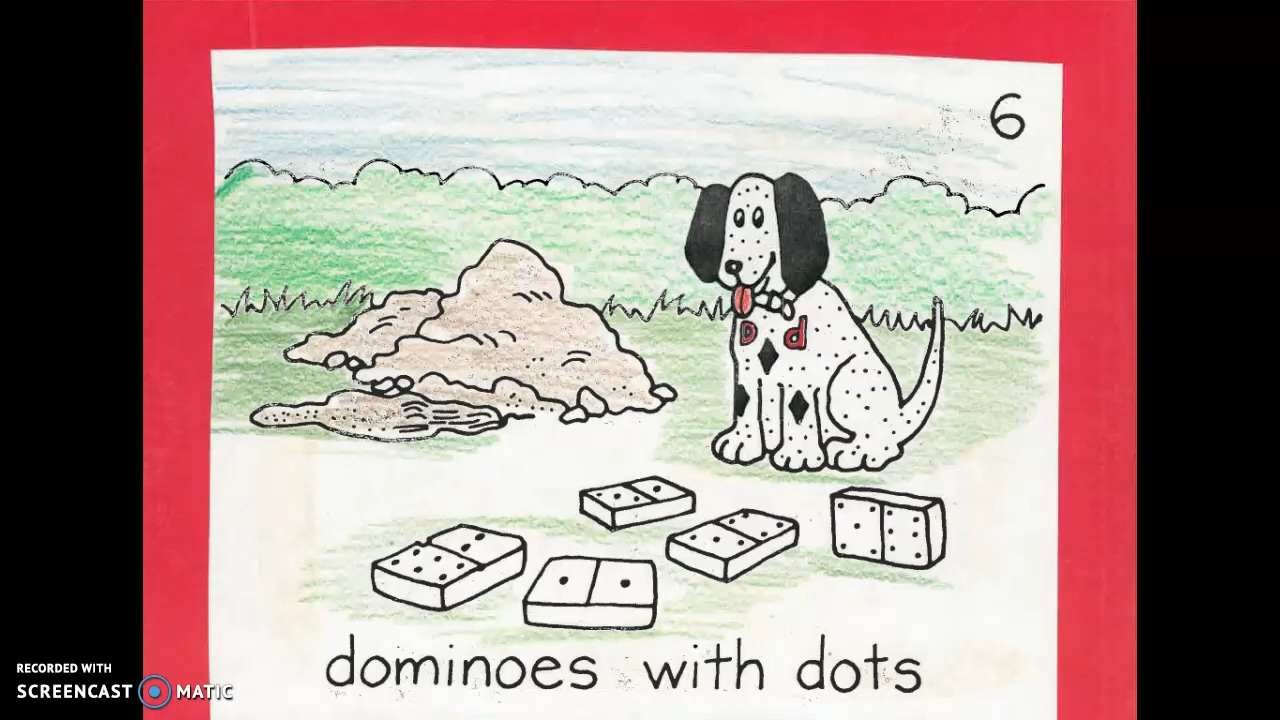 6
D d
dominoes with dots
RECORDED WITH
SCREENCAST MATIC